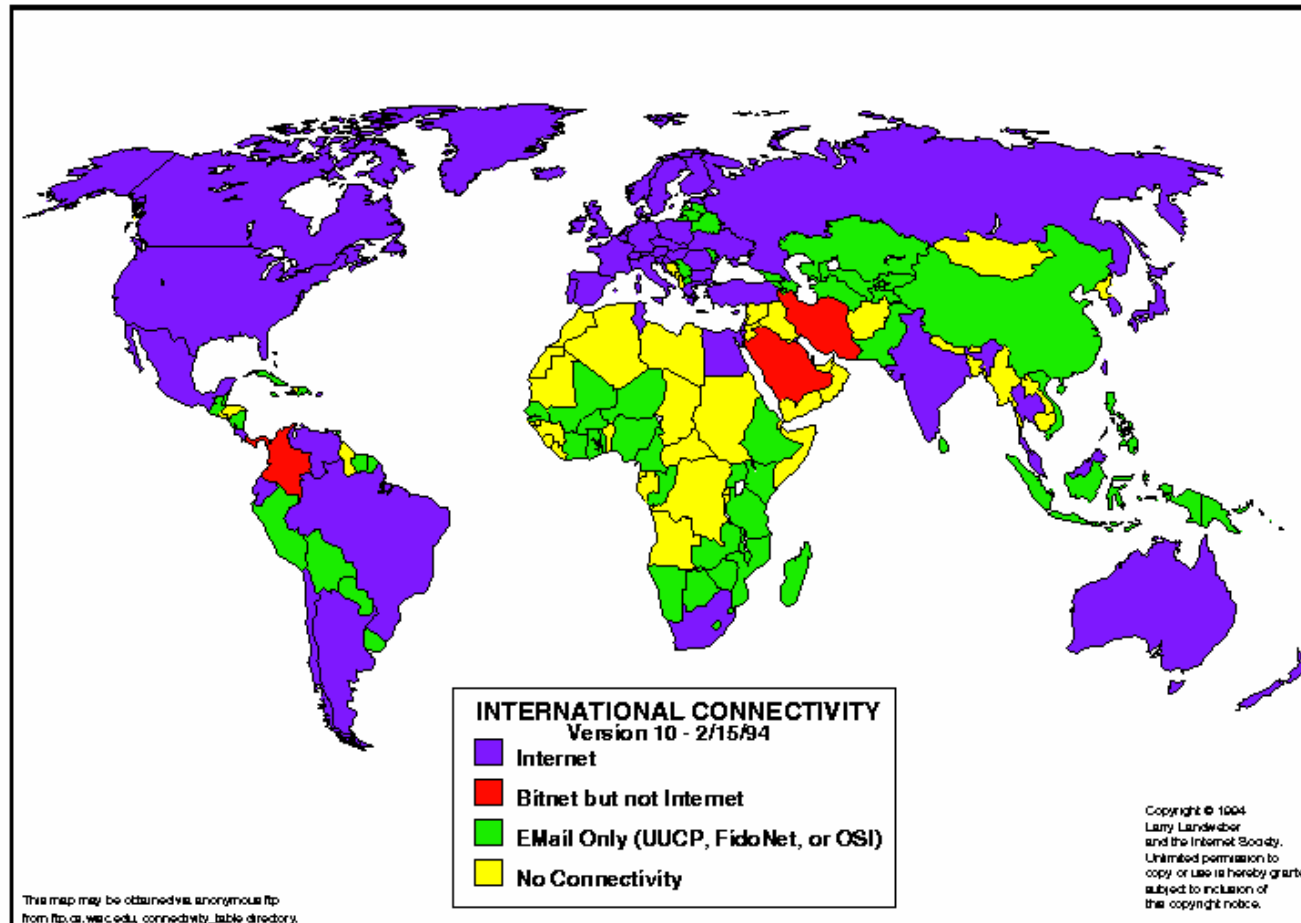 INTERNATIONAL CONNECTIVITY
Version 10 - 2/15/94
Internet
Bitnet but not Internet
EMail Only (UUCP, FidoNet, or OSI)
No Connectivity
Copyright © 1994
Larry Landweber
and the Internet Society.
Unlimited permission to
copy or use is hereby grante
subject to inclusion of
this copyright notice.
This map may be obtained via anonymous ftp
from ftp.cs.wisc.edu, connectivity_table directory.